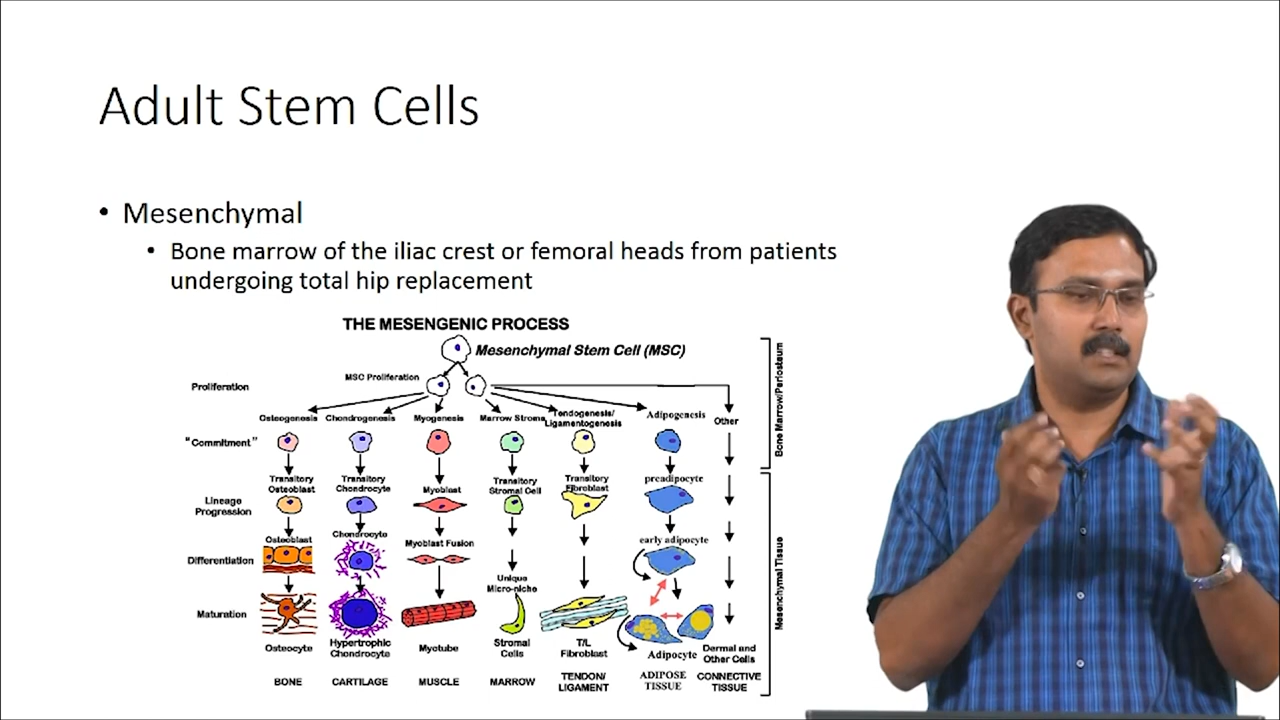 Adult Stem Cells
• Mesenchymal
• Bone marrow of the iliac crest or femoral heads from patients
undergoing total hip replacement
THE MESENGENIC PROCESS
Mesenchymal Stem Cell (MSC)
Proliferation
MSC Proliferation
Osteogenesis
Chondrogenesis
Myogenesis
Marrow Stroma
Tendogenesis/
Ligamentogenesis
Adipogenesis
Other
"Commitment"
Transitory
Osteoblast
Transitory
Chondrocyte
Myoblast
Transitory
Stromal Cell
Transitory
Fibroblast
preadipocyte
Lineage
Progression
Osteoblast
Chondrocyte
Myoblast Fusion
early adipocyte
Differentiation
Unique
Micro-niche
Maturation
Osteocyte
Hypertrophic
Chondrocyte
Myotube
Stromal
Cells
T/L
Fibroblast
Adipocyte
Dermal and
Other Cells
BONE
CARTILAGE
MUSCLE
MARROW
TENDON/
LIGAMENT
ADIPOSE
TISSUE
CONNECTIVE
TISSUE
Bone Marrow/Periosteum
Mesenchymal Tissue